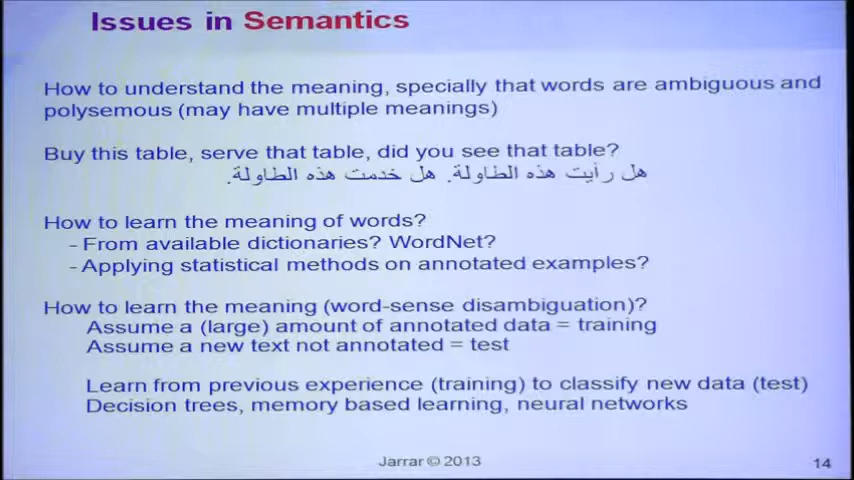 Issues in Semantics
How to understand the meaning, specially that words are ambiguous and
polysemous (may have multiple meanings)
Buy this table, serve that table, did you see that table?
هل رأيت هذه الطاولة. هل خدمت هذه الطاولة.
How to learn the meaning of words?
- From available dictionaries? WordNet?
- Applying statistical methods on annotated examples?
How to learn the meaning (word-sense disambiguation)?
Assume a (large) amount of annotated data = training
Assume a new text not annotated = test
Learn from previous experience (training) to classify new data (test)
Decision trees, memory based learning, neural networks
Jarrar © 2013
14